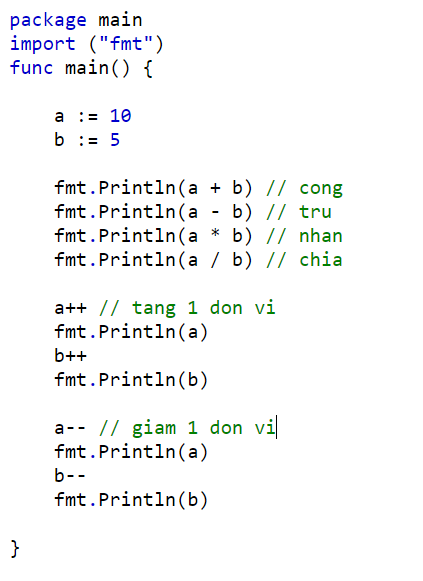 package main
import ("fmt")
func main() {
a := 10
b := 5
fmt.Println(a + b) // cong
fmt.Println(a - b) // tru
fmt.Println(a * b) // nhan
fmt.Println(a / b) // chia
a++ // tang 1 don vi
fmt.Println(a)
b++
fmt.Println(b)
a-- // giam 1 don vi
fmt.Println(a)
b--
fmt.Println(b)
}